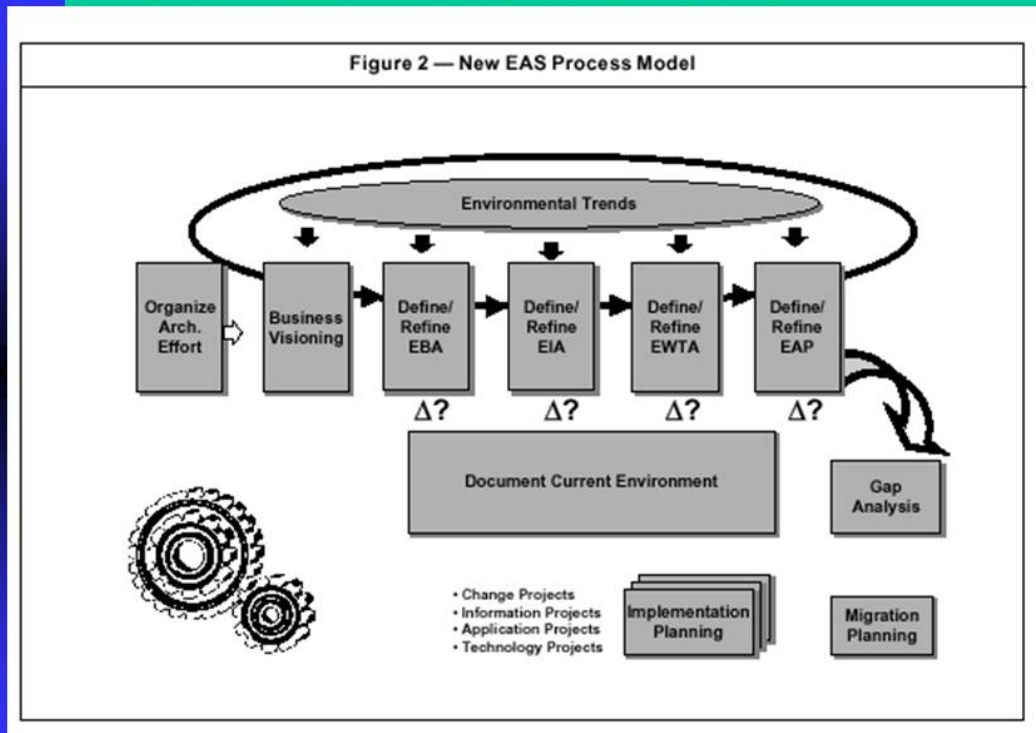 Figure 2 — New EAS Process Model
Environmental Trends
Organize
Arch.
Effort
Business
Visioning
Define/
Refine
EBA
Define/
Refine
EIA
Define/
Refine
EWTA
Define/
Refine
EAP
Δ?
Δ?
Δ?
Δ?
Document Current Environment
Gap
Analysis
• Change Projects
• Information Projects
• Application Projects
• Technology Projects
Implementation
Planning
Migration
Planning